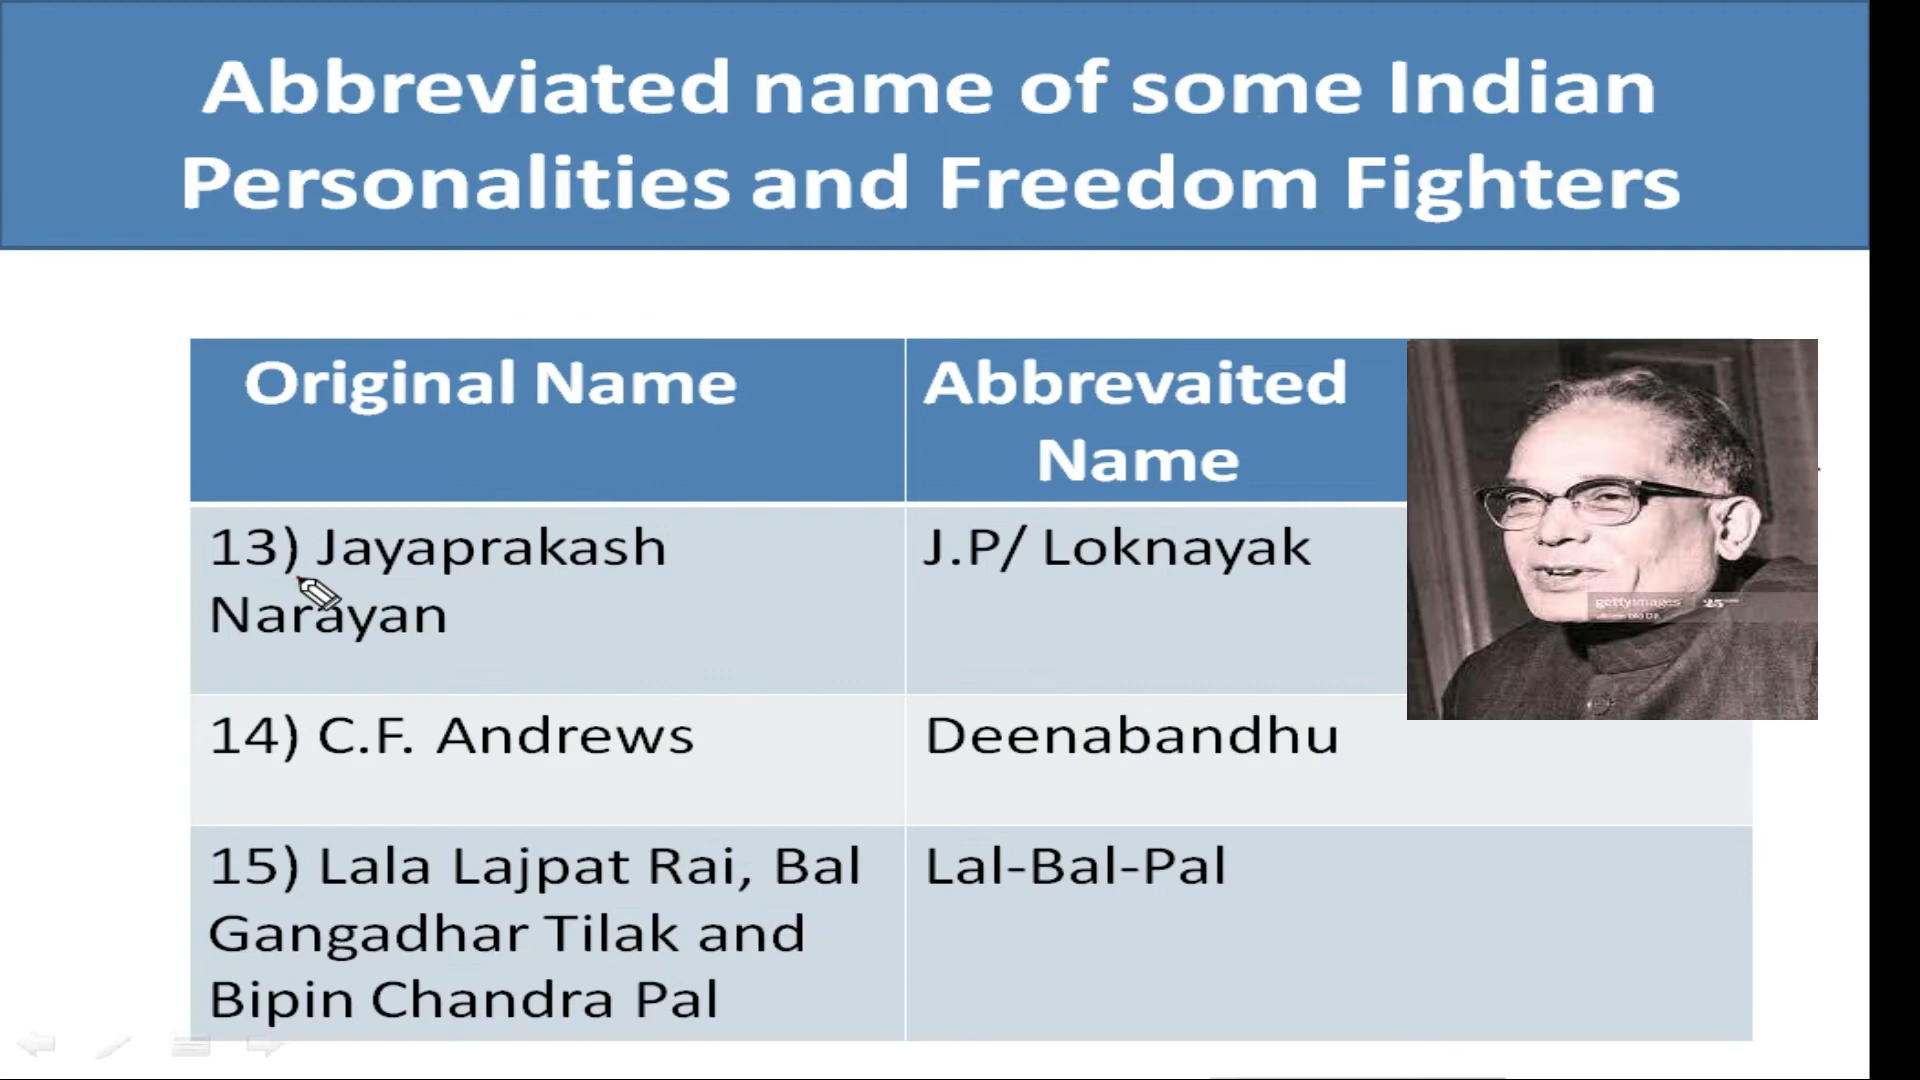 Abbreviated name of some Indian
Personalities and Freedom Fighters
Original Name
Abbrevaited
Name
13) Jayaprakash
Narayan
J.P/ Loknayak
14) C.F. Andrews
Deenabandhu
15) Lala Lajpat Rai, Bal
Gangadhar Tilak and
Bipin Chandra Pal
Lal-Bal-Pal
gettyimages